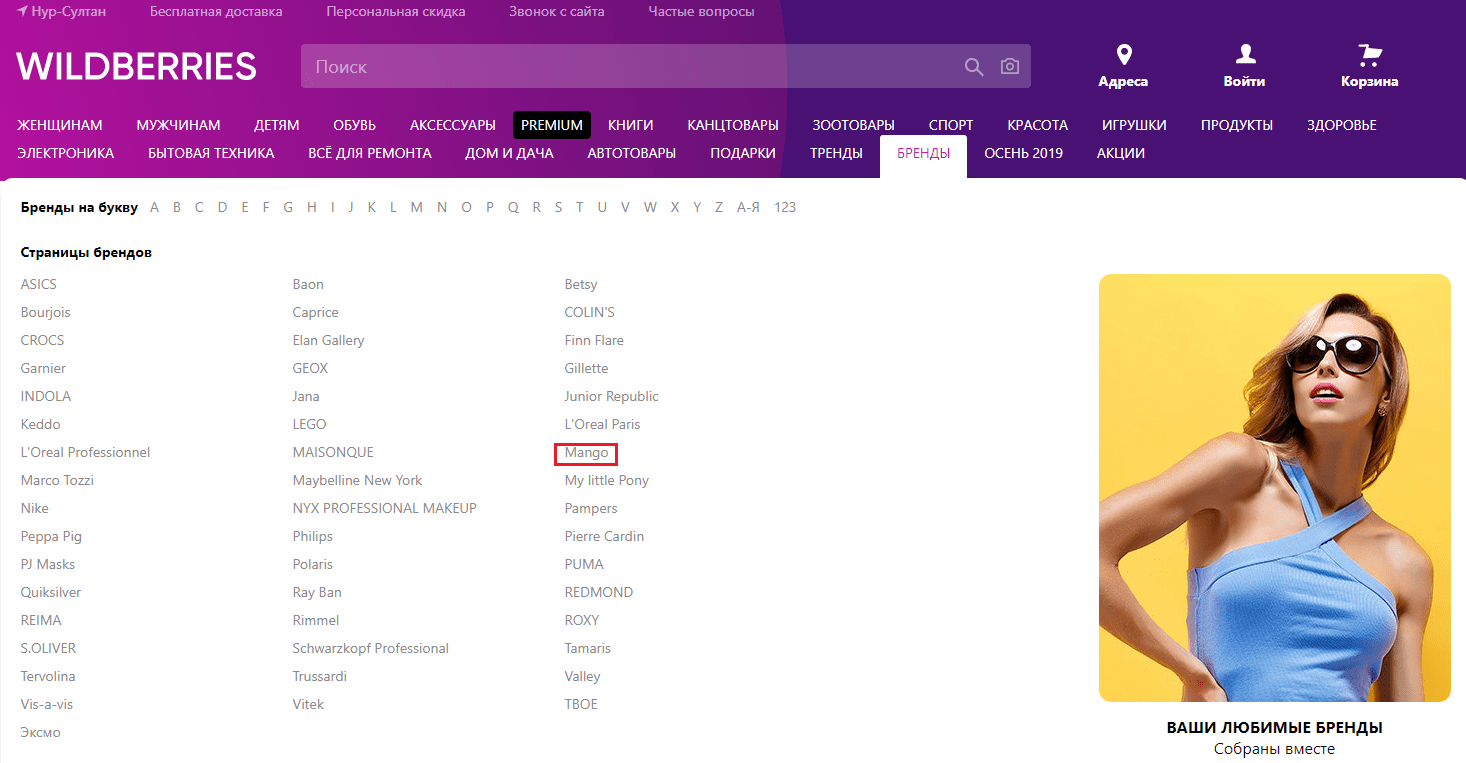 Нур-Султан Бесплатная доставка Персональная скидка Звонок с сайта Частые вопросы
WILDBERRIES Поиск Адреса Войти Корзина
ЖЕНЩИНАМ МУЖЧИНАМ ДЕТЯМ ОБУВЬ АКСЕССУАРЫ PREMIUM КНИГИ КАНЦТОВАРЫ ЗООТОВАРЫ СПОРТ КРАСОТА ИГРУШКИ ПРОДУКТЫ ЗДОРОВЬЕ
ЭЛЕКТРОНИКА БЫТОВАЯ ТЕХНИКА ВСЁ ДЛЯ РЕМОНТА ДОМ И ДАЧА АВТОТОВАРЫ ПОДАРКИ ТРЕНДЫ БРЕНДЫ ОСЕНЬ 2019 АКЦИИ
Бренды на букву A B C D E F G H I J K L M N O P Q R S T U V W X Y Z А-Я 123
Страницы брендов
ASICS Baon Betsy
Bourjois Caprice COLIN'S
CROCS Elan Gallery Finn Flare
Garnier GEOX Gillette
INDOLA Jana Junior Republic
Keddo LEGO L'Oreal Paris
L'Oreal Professionnel MAISONQUE Mango
Marco Tozzi Maybelline New York My little Pony
Nike NYX PROFESSIONAL MAKEUP Pampers
Peppa Pig Philips Pierre Cardin
PJ Masks Polaris PUMA
Quiksilver Ray Ban REDMOND
REIMA Rimmel ROXY
S.OLIVER Schwarzkopf Professional Tamaris
Tervolina Trussardi Valley
Vis-a-vis Vitek ТВОЕ
Эксмо
ВАШИ ЛЮБИМЫЕ БРЕНДЫ
Собраны вместе